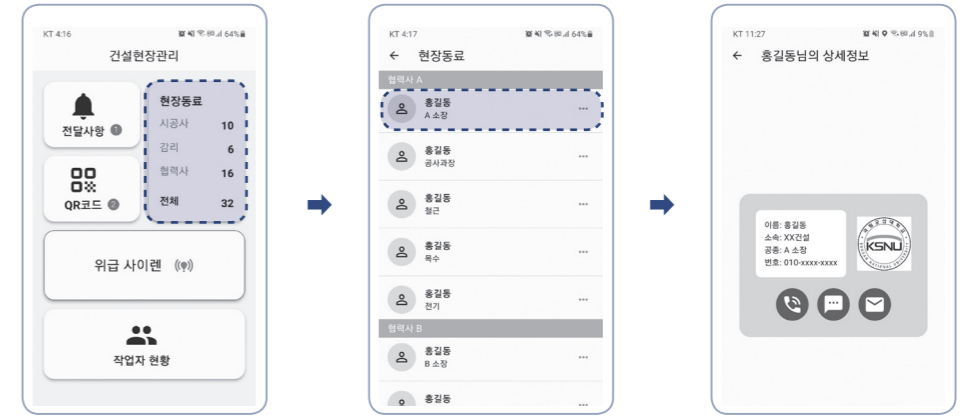 KT 4:16
64%
건설현장관리
전달사항 1
QR코드 2
현장동료
시공사 10
감리 6
협력사 16
전체 32
위급 사이렌
작업자 현황
KT 4:17
64%
← 현장동료
협력사 A
홍길동
A 소장
홍길동
공사과장
홍길동
철근
홍길동
목수
홍길동
전기
협력사 B
홍길동
B 소장
홍길동
KT 11:27
9%
← 홍길동님의 상세정보
이름: 홍길동
소속: XX건설
공종: A 소장
번호: 010-xxxx-xxxx
KSNU